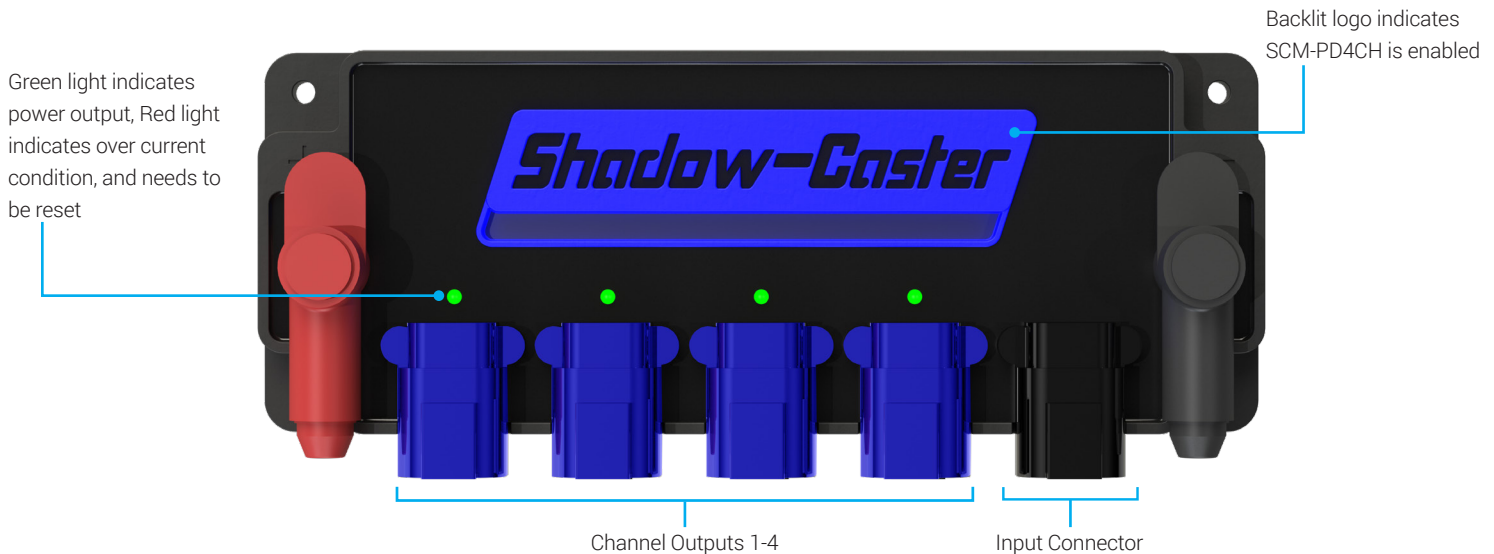 Backlit logo indicates
SCM-PD4CH is enabled
Green light indicates
power output, Red light
indicates over current
condition, and needs to
be reset
Shadow-Caster
Channel Outputs 1-4
Input Connector